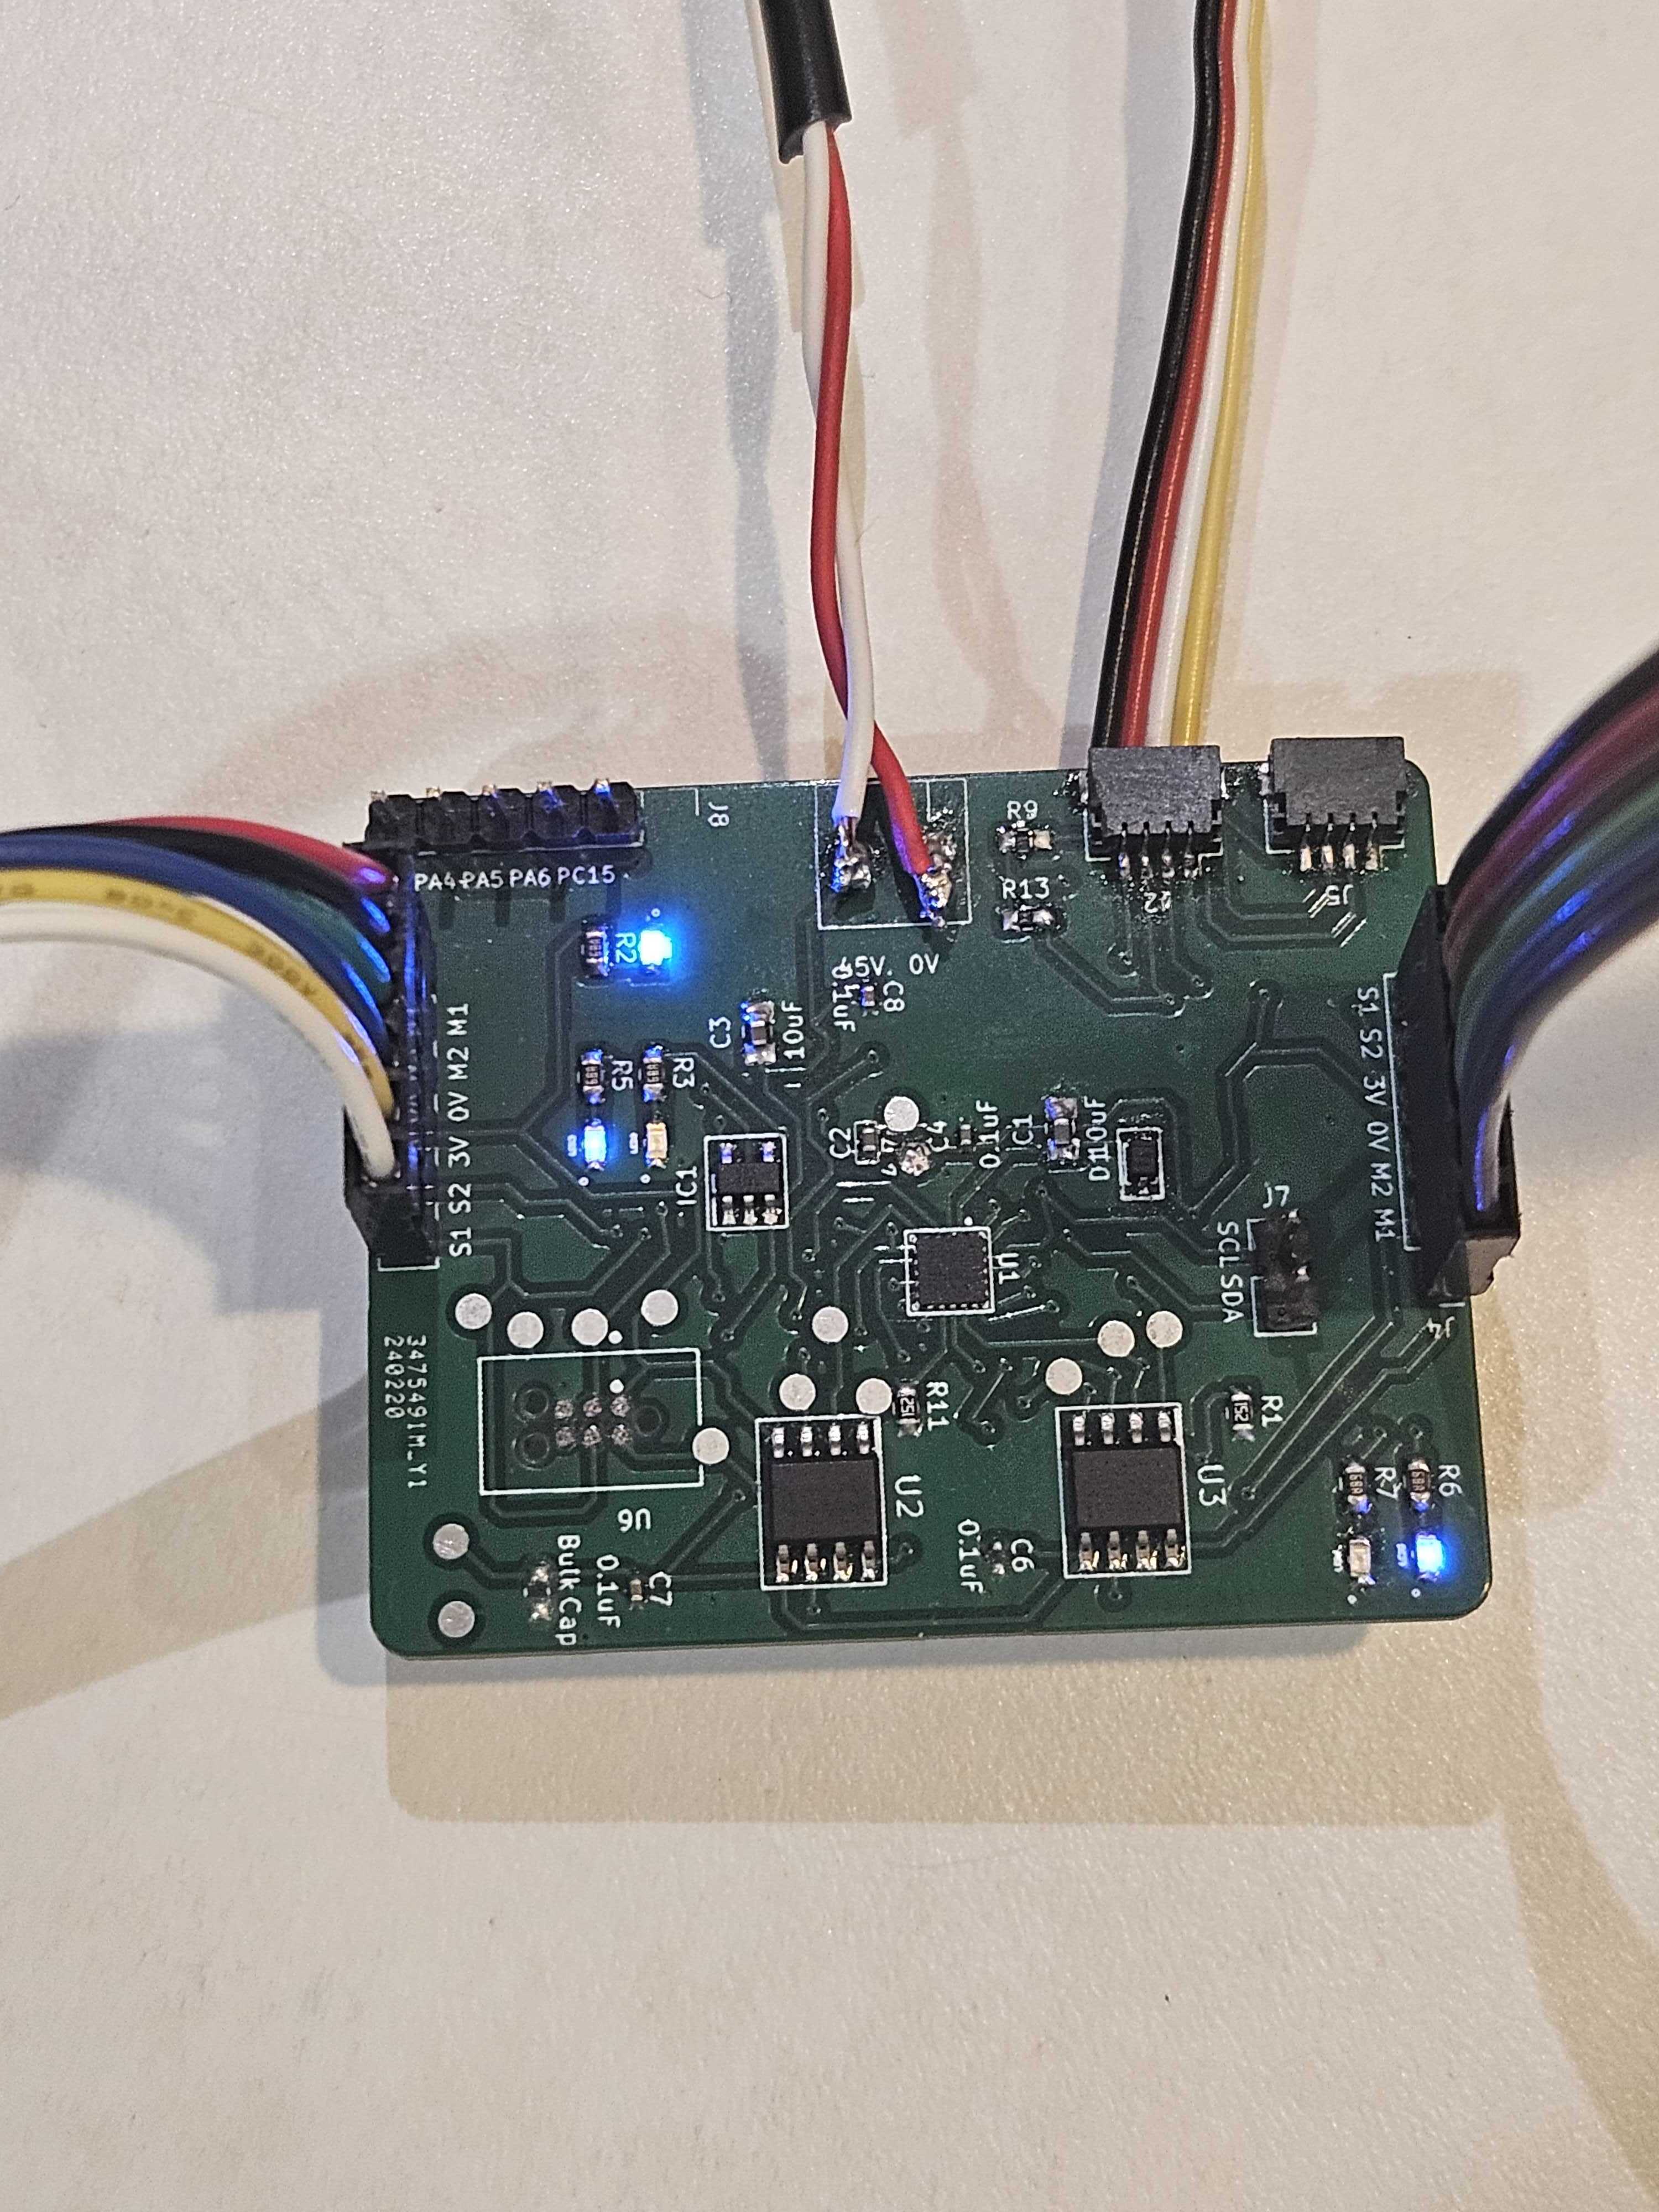 J8
R9
PA4 PA5 PA6 PC15
R13
J2
J5
R2
+5V. 0V
0.1uF
C8
S1 S2 3V 0V M2 M1
C3
10uF
R5
R3
S1 S2 3V 0V M2 M1
C2
C4
0.1uF
C1
10uF
IC1
J7
SCL SDA
U1
J4
3475491M_Y1
240220
R11
R1
U2
U3
R7
R6
U6
Bulk Cap
0.1uF
C7
0.1uF
C6